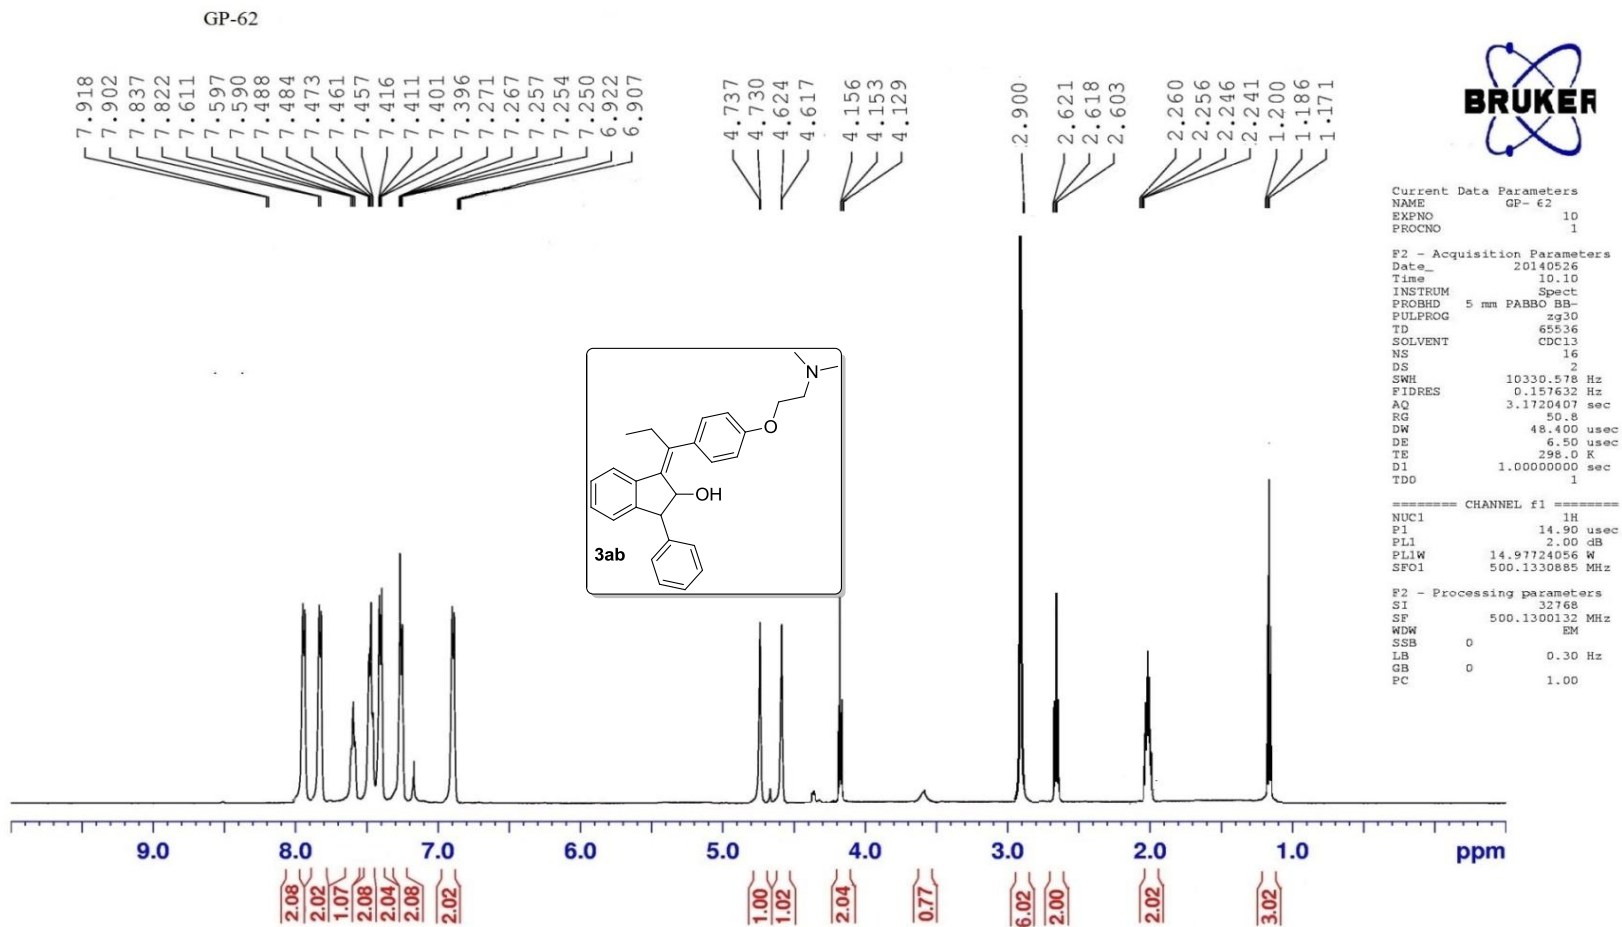 GP-62
7.918
7.902
7.837
7.822
7.611
7.597
7.590
7.488
7.484
7.473
7.461
7.457
7.416
7.411
7.401
7.396
7.271
7.267
7.257
7.254
7.250
6.922
6.907
4.737
4.730
4.624
4.617
4.156
4.153
4.129
2.900
2.621
2.618
2.603
2.260
2.256
2.246
2.241
1.200
1.186
1.171
BRUKER
Current Data Parameters
NAME GP- 62
EXPNO 10
PROCNO 1
F2 - Acquisition Parameters
Date_ 20140526
Time 10.10
INSTRUM Spect
PROBHD 5 mm PABBO BB-
PULPROG zg30
TD 65536
SOLVENT CDCl3
NS 16
DS 2
SWH 10330.578 Hz
FIDRES 0.157632 Hz
AQ 3.1720407 sec
RG 50.8
DW 48.400 usec
DE 6.50 usec
TE 298.0 K
D1 1.00000000 sec
TD0 1
======== CHANNEL f1 ========
NUC1 1H
P1 14.90 usec
PL1 2.00 dB
PL1W 14.97724056 W
SFO1 500.1330885 MHz
F2 - Processing parameters
SI 32768
SF 500.1300132 MHz
WDW EM
SSB 0
LB 0.30 Hz
GB 0
PC 1.00
N
O
OH
3ab
9.0 8.0 7.0 6.0 5.0 4.0 3.0 2.0 1.0 ppm
2.08
2.02
1.07
2.08
2.04
2.08
2.02
1.00
1.02
2.04
0.77
6.02
2.00
2.02
3.02